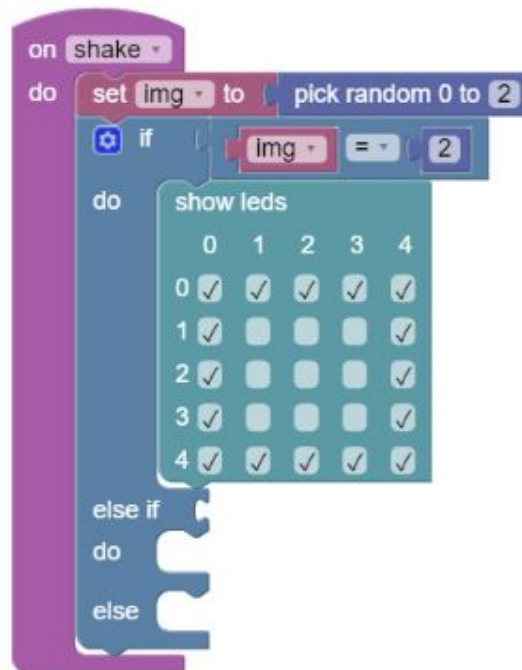 on shake
do set img to pick random 0 to 2
if img = 2
do show leds
0 1 2 3 4
0
1
2
3
4
else if
do
else